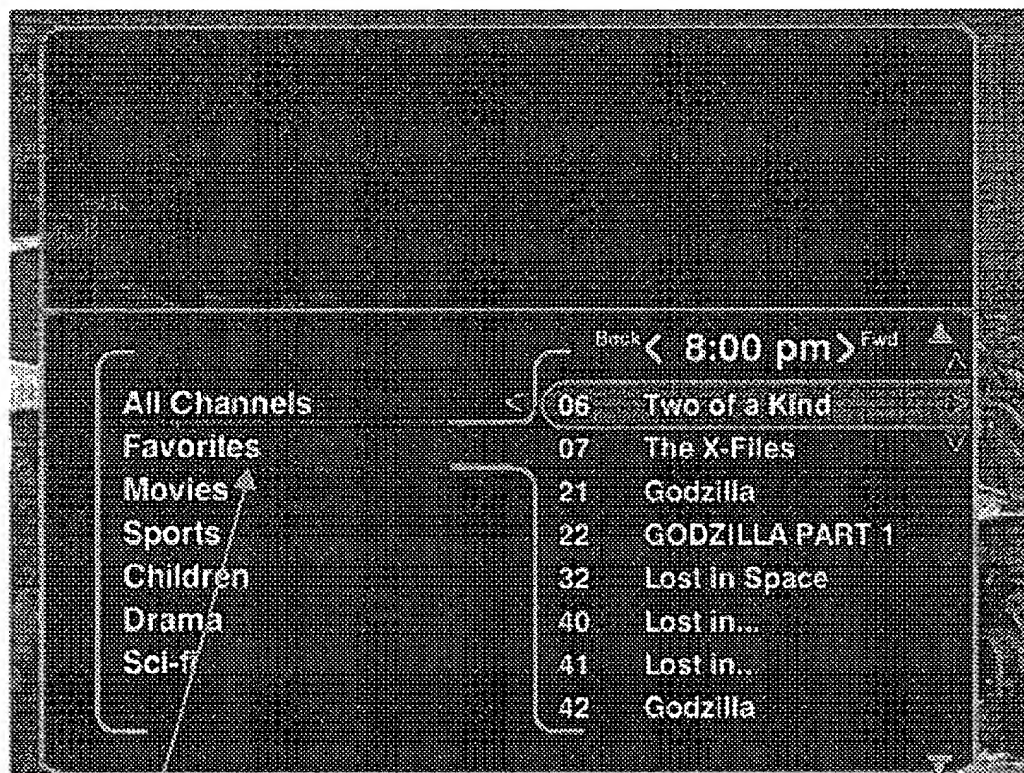 Back < 8:00 pm > Fwd
All Channels < 06 Two of a Kind >
Favorites 07 The X-Files
Movies 21 Godzilla
Sports 22 GODZILLA PART 1
Children 32 Lost in Space
Drama 40 Lost in...
Sci-fi 41 Lost in...
42 Godzilla